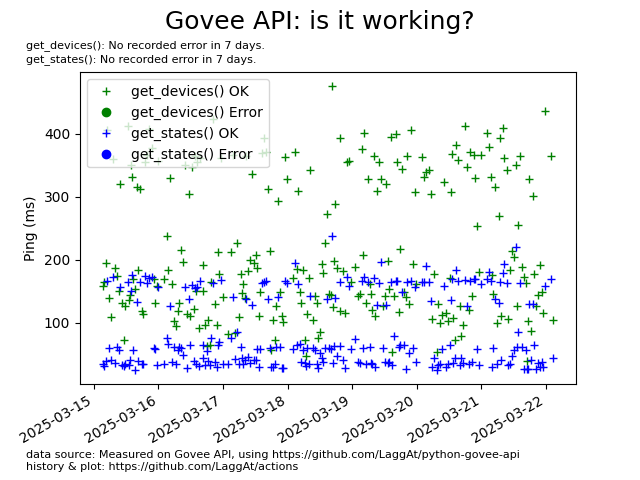 Govee API: is it working?
get_devices(): No recorded error in 7 days.
get_states(): No recorded error in 7 days.
get_devices() OK
get_devices() Error
get_states() OK
get_states() Error
Ping (ms)
400
300
200
100
2025-03-15
2025-03-16
2025-03-17
2025-03-18
2025-03-19
2025-03-20
2025-03-21
2025-03-22
data source: Measured on Govee API, using https://github.com/LaggAt/python-govee-api
history & plot: https://github.com/LaggAt/actions